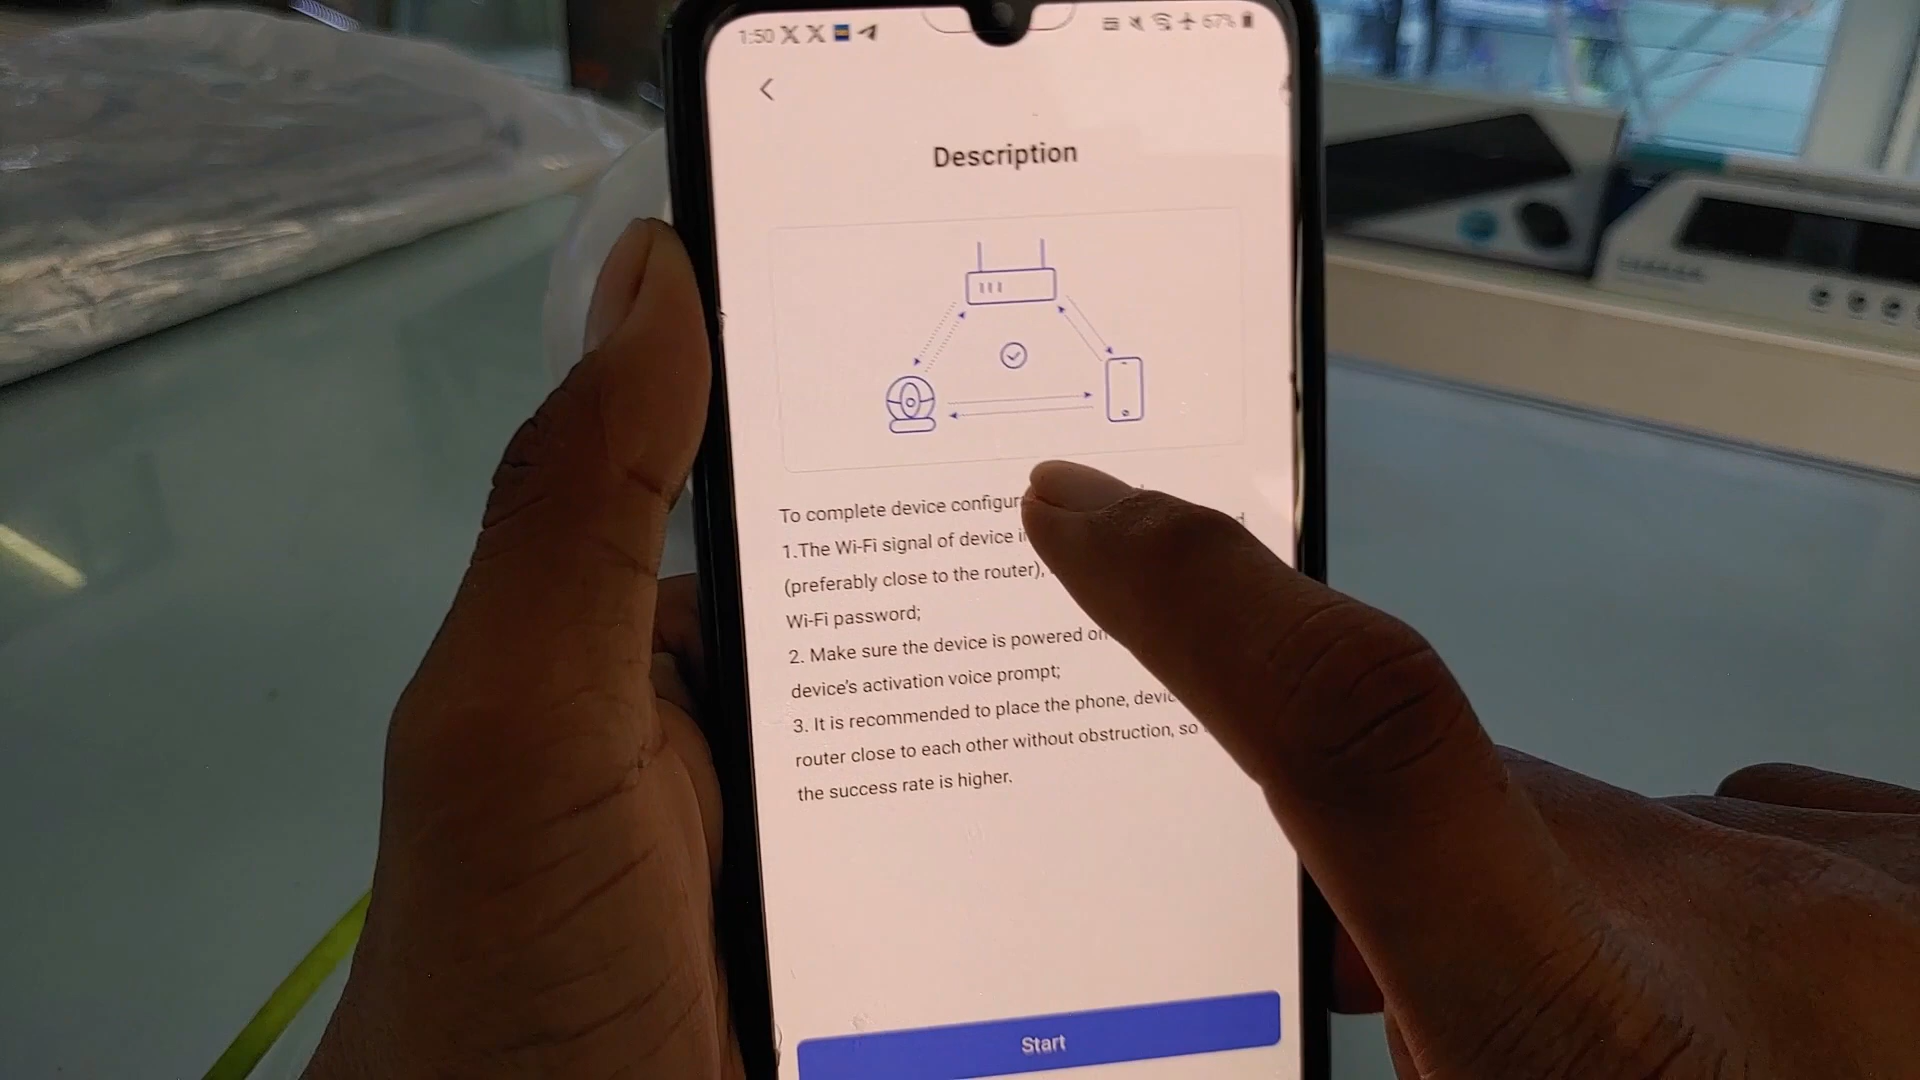 1:50 67%
Description
To complete device
1.The Wi-Fi signal of device
(preferably close to the router),
Wi-Fi password;
2. Make sure the device is powered on
device's activation voice prompt;
3. It is recommended to place the phone,
router close to each other without obstruction, so
the success rate is higher.
Start